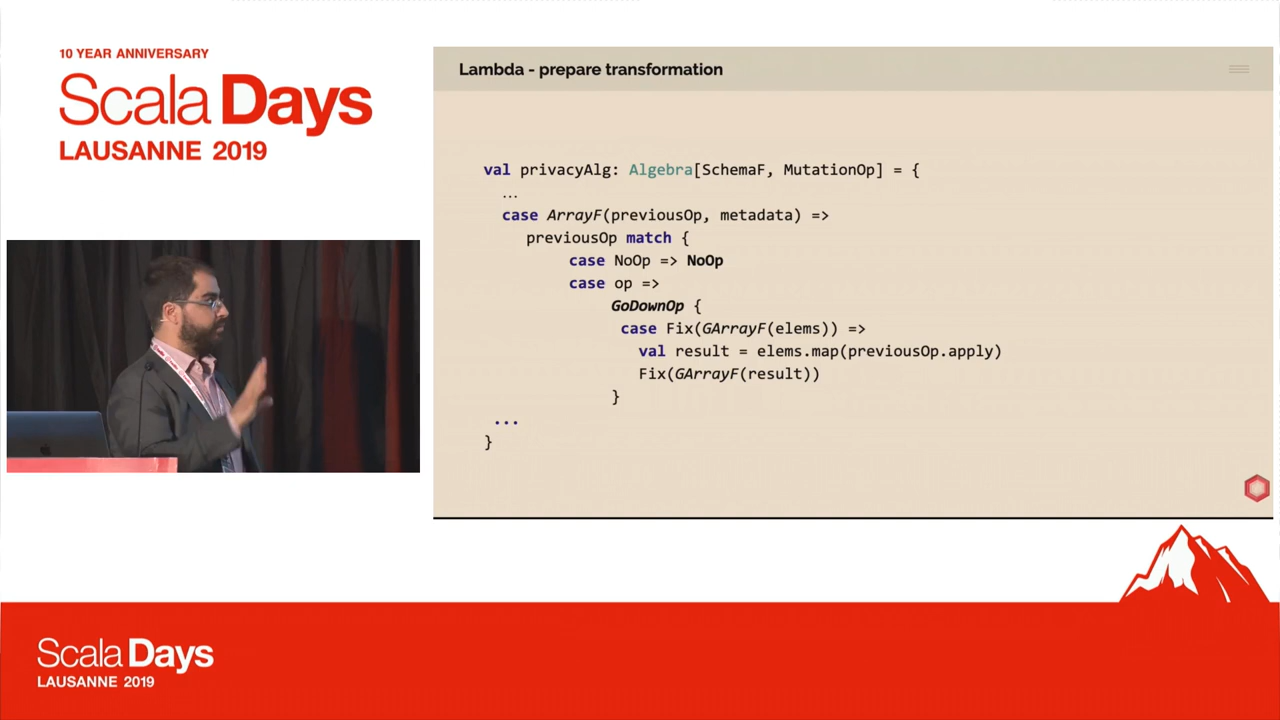 10 YEAR ANNIVERSARY
Scala Days
LAUSANNE 2019
Lambda - prepare transformation
val privacyAlg: Algebra[SchemaF, MutationOp] = {
...
case ArrayF(previousOp, metadata) =>
previousOp match {
case NoOp => NoOp
case op =>
GoDownOp {
case Fix(GArrayF(elems)) =>
val result = elems.map(previousOp.apply)
Fix(GArrayF(result))
}
...
}
Scala Days
LAUSANNE 2019